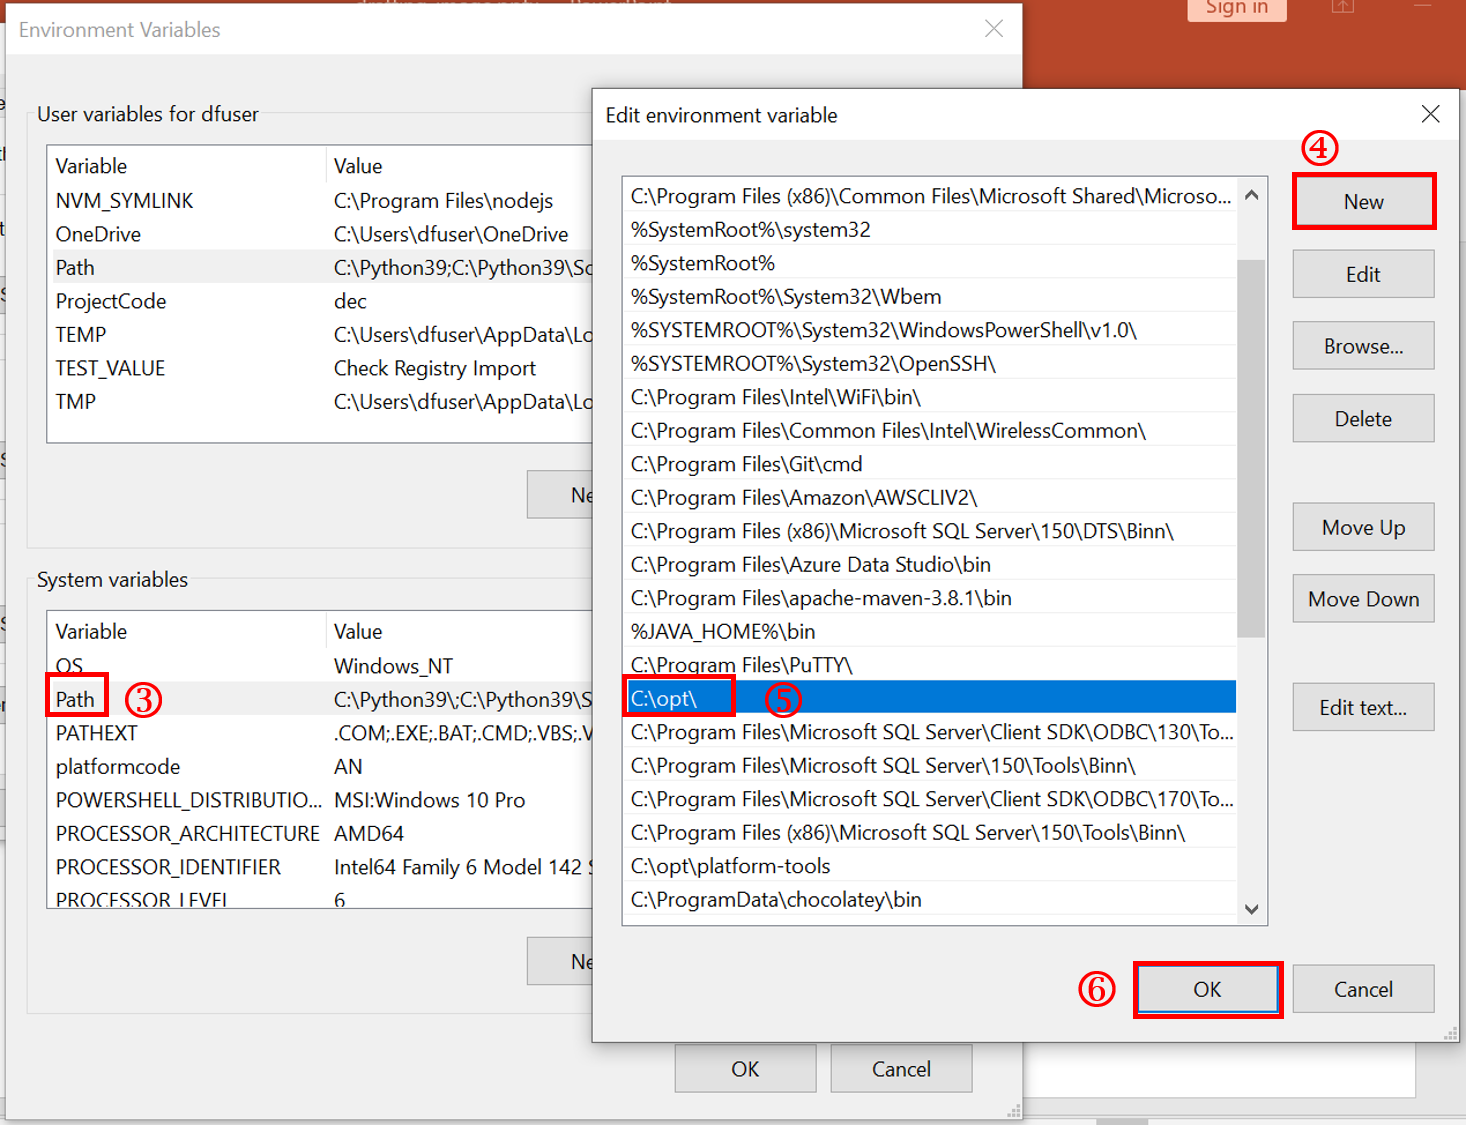 Sign in
Environment Variables
User variables for dfuser
Variable Value
NVM_SYMLINK C:\Program Files\nodejs
OneDrive C:\Users\dfuser\OneDrive
Path C:\Python39;C:\Python39\Sc
ProjectCode dec
TEMP C:\Users\dfuser\AppData\Lo
TEST_VALUE Check Registry Import
TMP C:\Users\dfuser\AppData\Lo
Ne
System variables
Variable Value
OS Windows_NT
Path ③ C:\Python39\;C:\Python39\S
PATHEXT .COM;.EXE;.BAT;.CMD;.VBS;.V
platformcode AN
POWERSHELL_DISTRIBUTIO... MSI:Windows 10 Pro
PROCESSOR_ARCHITECTURE AMD64
PROCESSOR_IDENTIFIER Intel64 Family 6 Model 142 S
PROCESSOR_LEVEL 6
Ne
OK Cancel
Edit environment variable
④
C:\Program Files (x86)\Common Files\Microsoft Shared\Microso...
%SystemRoot%\system32
%SystemRoot%
%SystemRoot%\System32\Wbem
%SYSTEMROOT%\System32\WindowsPowerShell\v1.0\
%SYSTEMROOT%\System32\OpenSSH\
C:\Program Files\Intel\WiFi\bin\
C:\Program Files\Common Files\Intel\WirelessCommon\
C:\Program Files\Git\cmd
C:\Program Files\Amazon\AWSCLIV2\
C:\Program Files (x86)\Microsoft SQL Server\150\DTS\Binn\
C:\Program Files\Azure Data Studio\bin
C:\Program Files\apache-maven-3.8.1\bin
%JAVA_HOME%\bin
C:\Program Files\PuTTY\
C:\opt\ ⑤
C:\Program Files\Microsoft SQL Server\Client SDK\ODBC\130\To...
C:\Program Files\Microsoft SQL Server\150\Tools\Binn\
C:\Program Files\Microsoft SQL Server\Client SDK\ODBC\170\To...
C:\Program Files (x86)\Microsoft SQL Server\150\Tools\Binn\
C:\opt\platform-tools
C:\ProgramData\chocolatey\bin
New
Edit
Browse...
Delete
Move Up
Move Down
Edit text...
⑥ OK Cancel